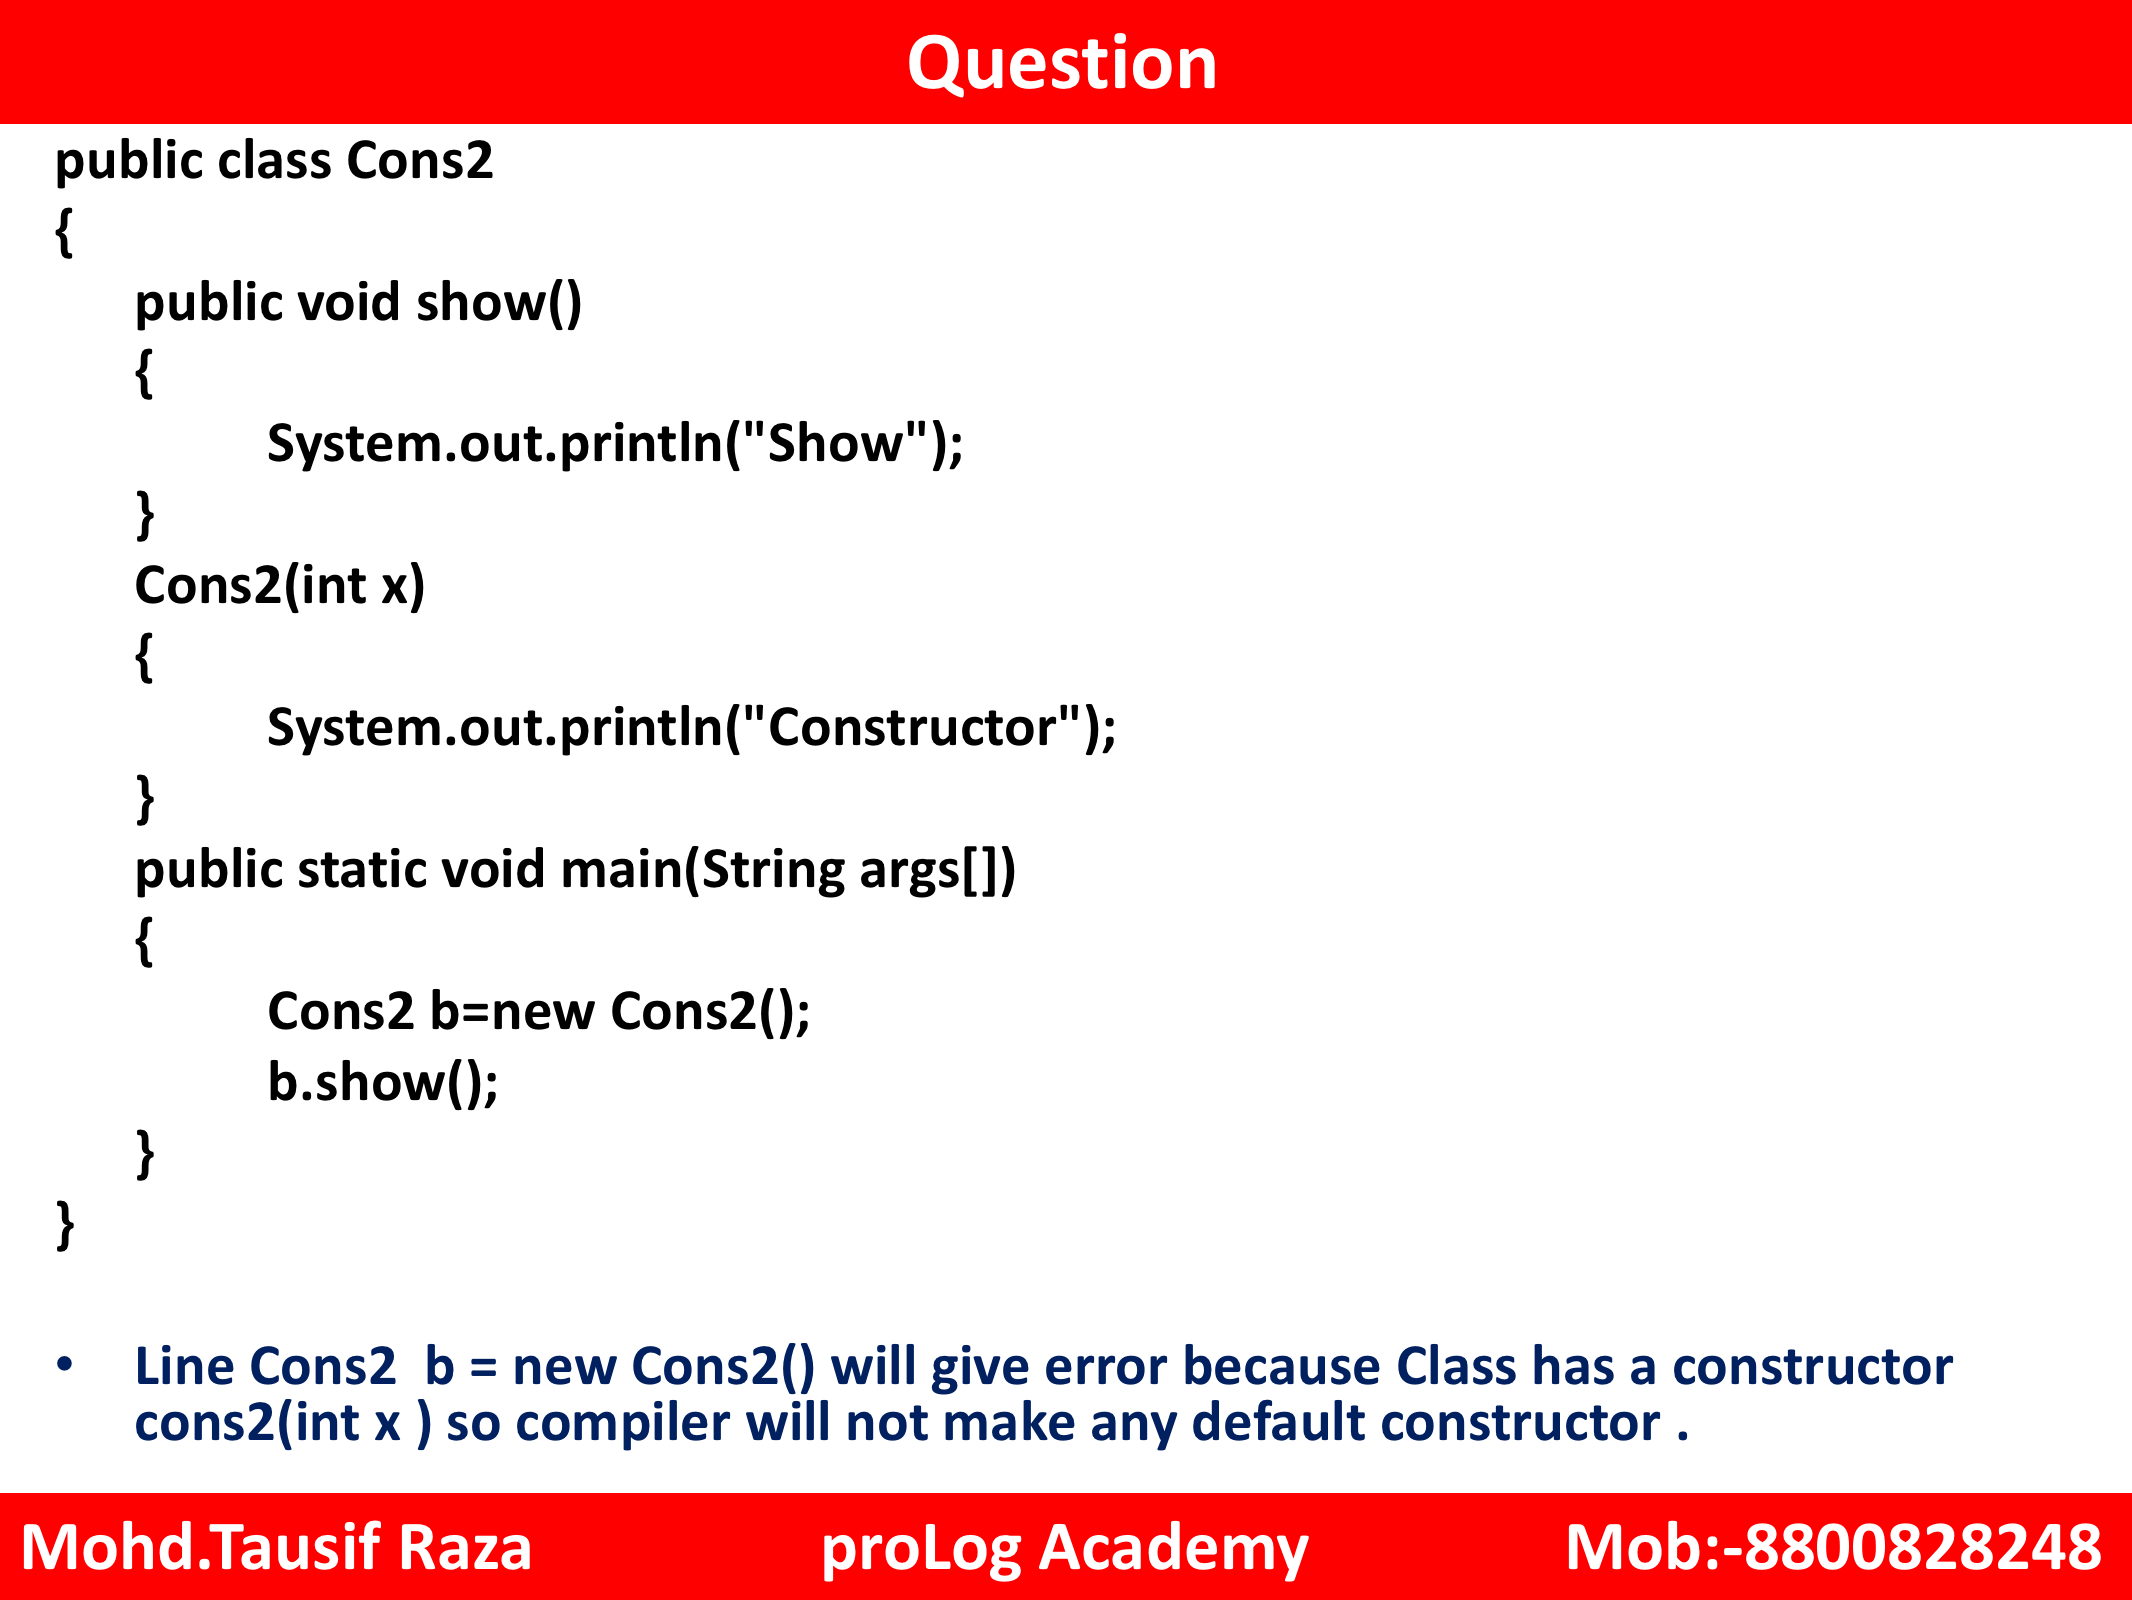 Question
public class Cons2
{
public void show()
{
System.out.println("Show");
}
Cons2(int x)
{
System.out.println("Constructor");
}
public static void main(String args[])
{
Cons2 b=new Cons2();
b.show();
}
}
• Line Cons2  b = new Cons2() will give error because Class has a constructor
cons2(int x ) so compiler will not make any default constructor .
Mohd.Tausif Raza proLog Academy Mob:-8800828248